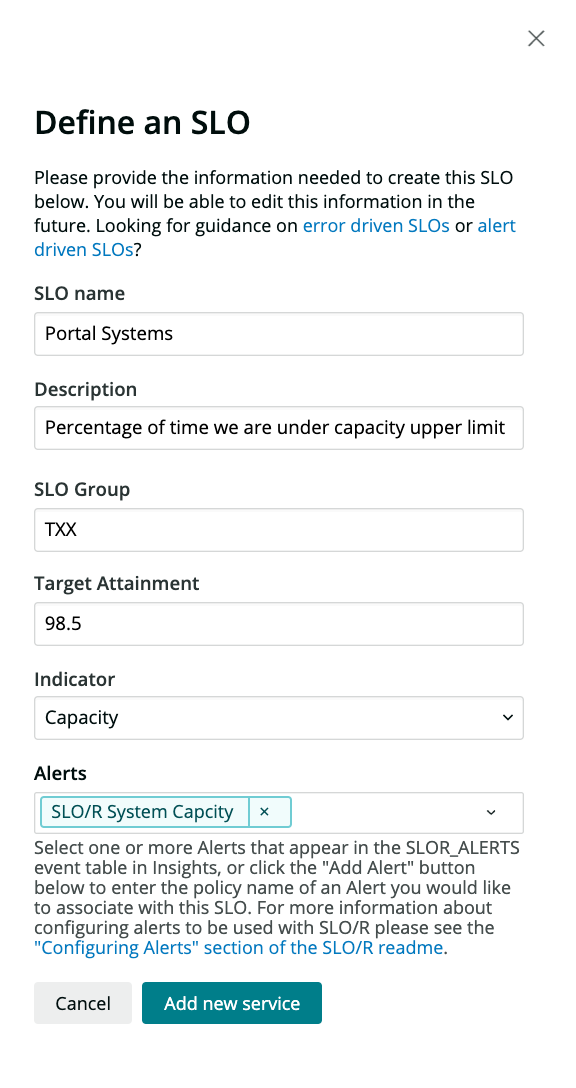 Define an SLO
Please provide the information needed to create this SLO
below. You will be able to edit this information in the
future. Looking for guidance on error driven SLOs or alert
driven SLOs?
SLO name
Portal Systems
Description
Percentage of time we are under capacity upper limit
SLO Group
TXX
Target Attainment
98.5
Indicator
Capacity
Alerts
SLO/R System Capcity ×
Select one or more Alerts that appear in the SLOR_ALERTS
event table in Insights, or click the "Add Alert" button
below to enter the policy name of an Alert you would like
to associate with this SLO. For more information about
configuring alerts to be used with SLO/R please see the
"Configuring Alerts" section of the SLO/R readme.
Cancel Add new service